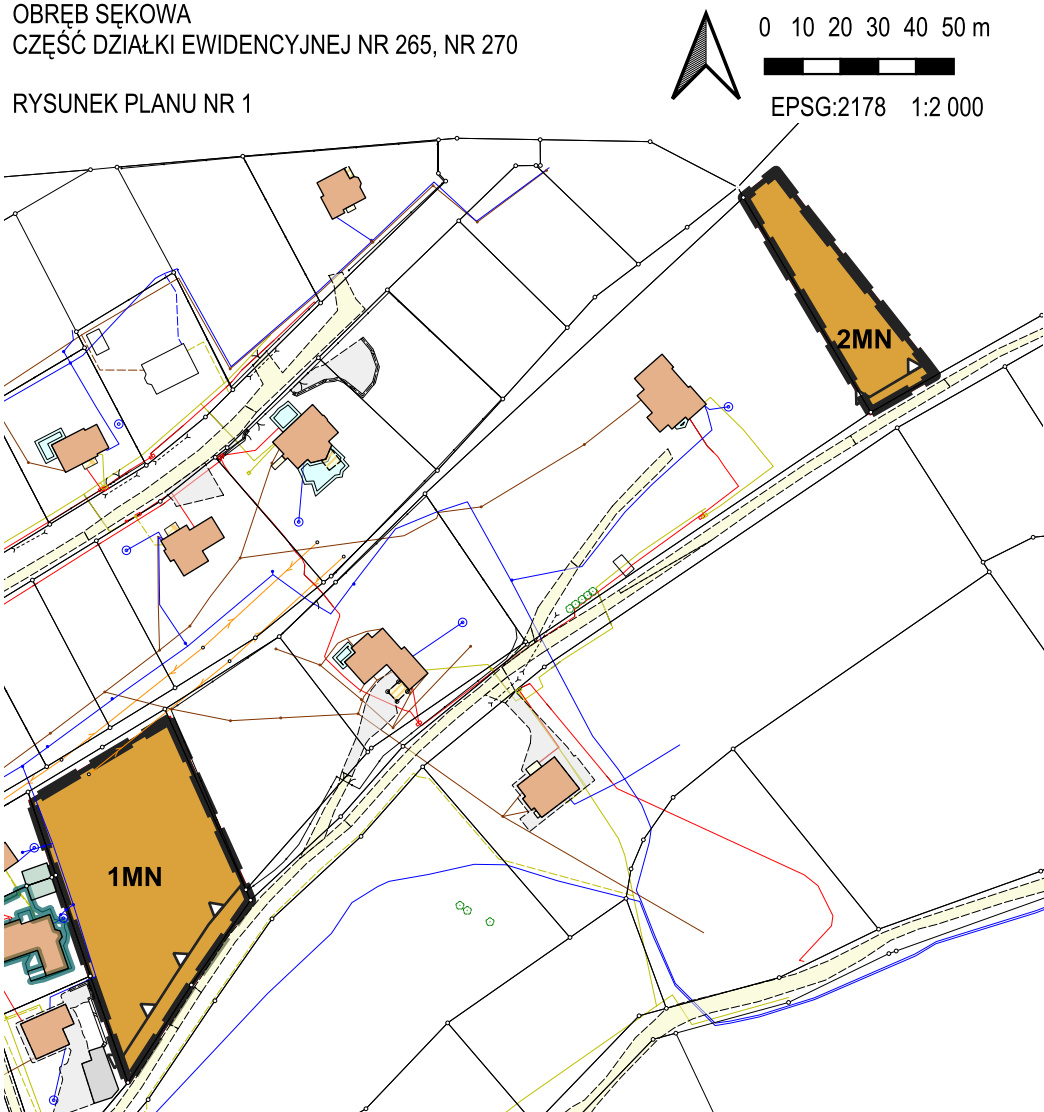 OBRĘB SĘKOWA
CZĘŚĆ DZIAŁKI EWIDENCYJNEJ NR 265, NR 270
RYSUNEK PLANU NR 1
0 10 20 30 40 50 m
EPSG:2178 1:2 000
2MN
1MN